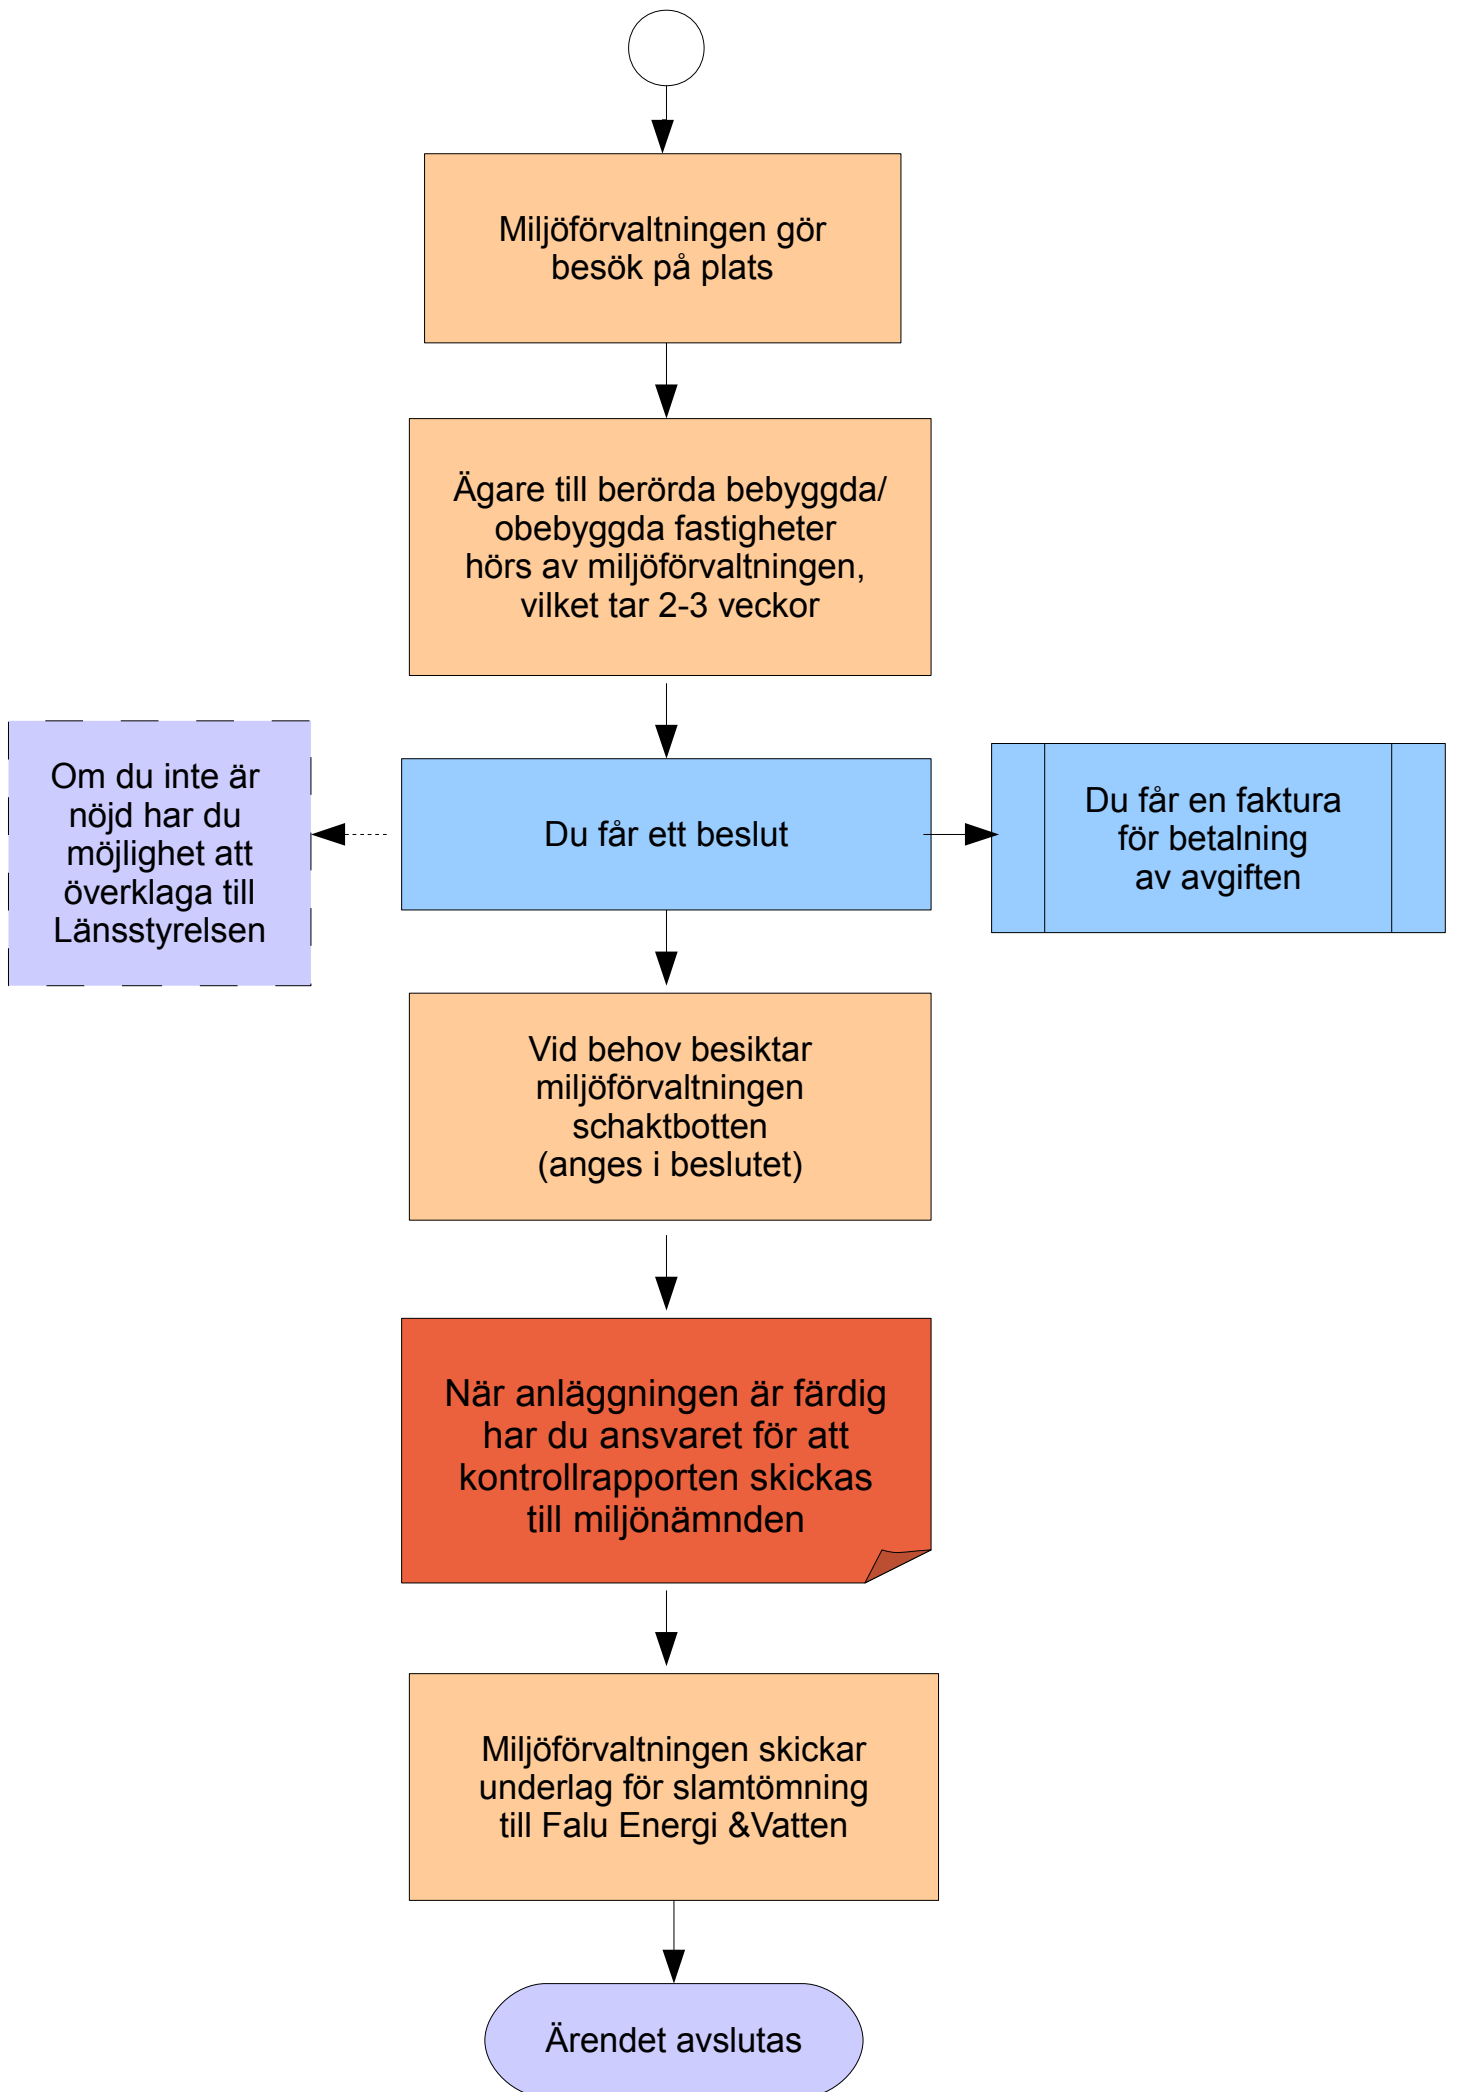 Miljöförvaltningen gör
besök på plats
Ägare till berörda bebyggda/
obebyggda fastigheter
hörs av miljöförvaltningen,
vilket tar 2-3 veckor
Om du inte är
nöjd har du
möjlighet att
överklaga till
Länsstyrelsen
Du får ett beslut
Du får en faktura
för betalning
av avgiften
Vid behov besiktar
miljöförvaltningen
schaktbotten
(anges i beslutet)
När anläggningen är färdig
har du ansvaret för att
kontrollrapporten skickas
till miljönämnden
Miljöförvaltningen skickar
underlag för slamtömning
till Falu Energi &Vatten
Ärendet avslutas